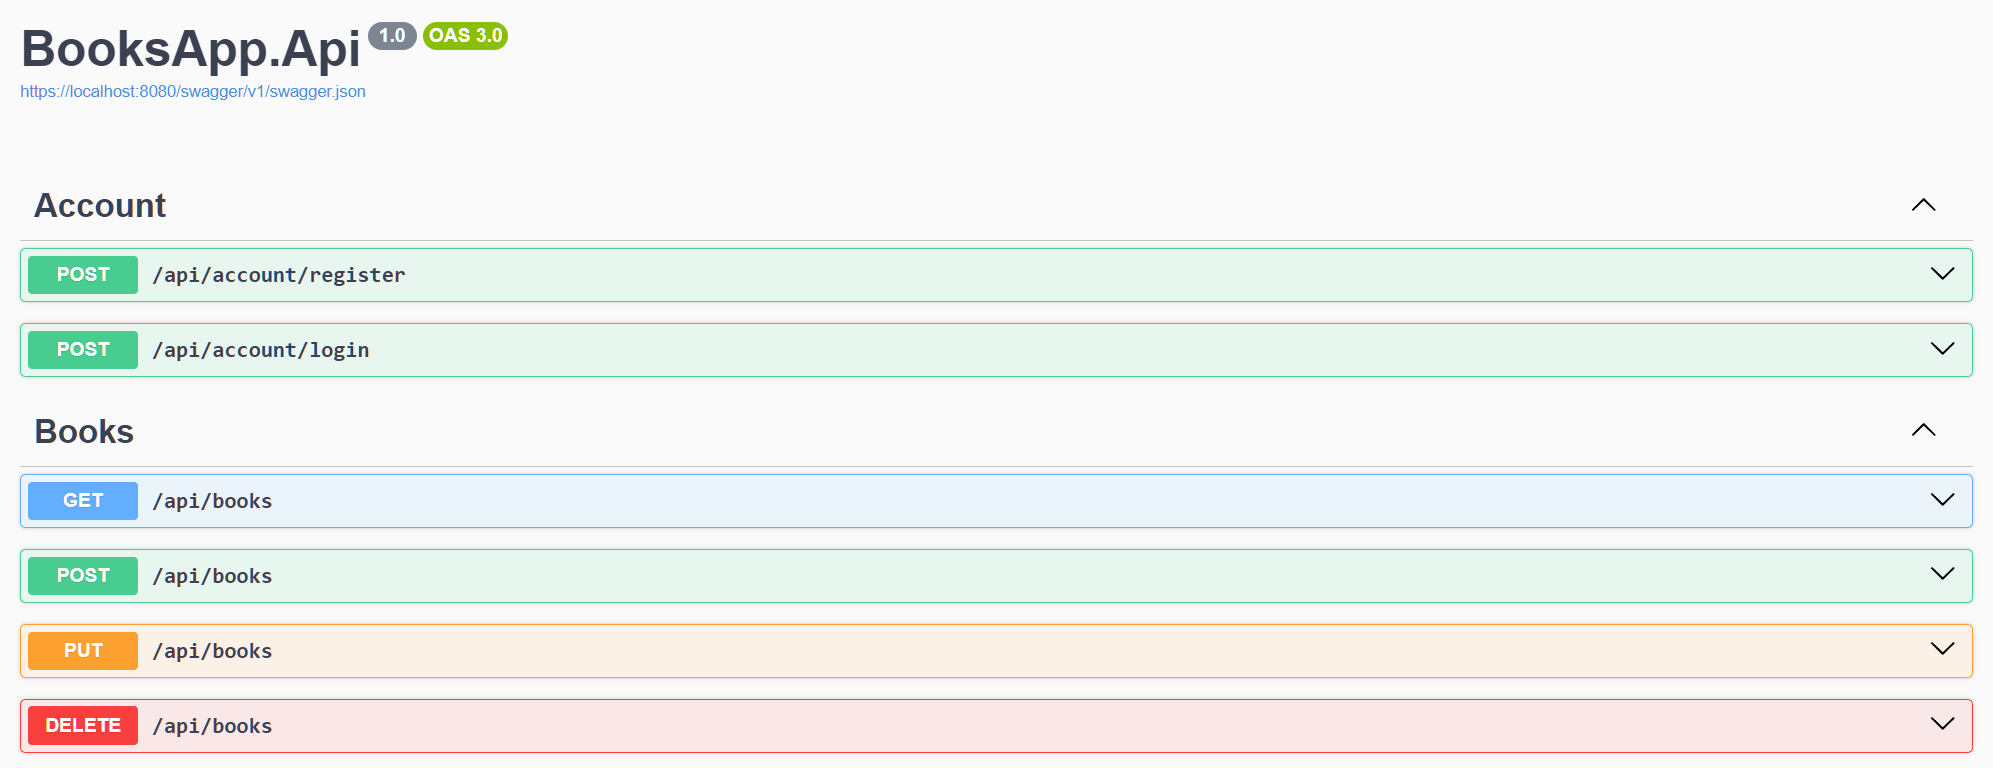 BooksApp.Api 1.0 OAS 3.0
https://localhost:8080/swagger/v1/swagger.json
Account
POST /api/account/register
POST /api/account/login
Books
GET /api/books
POST /api/books
PUT /api/books
DELETE /api/books